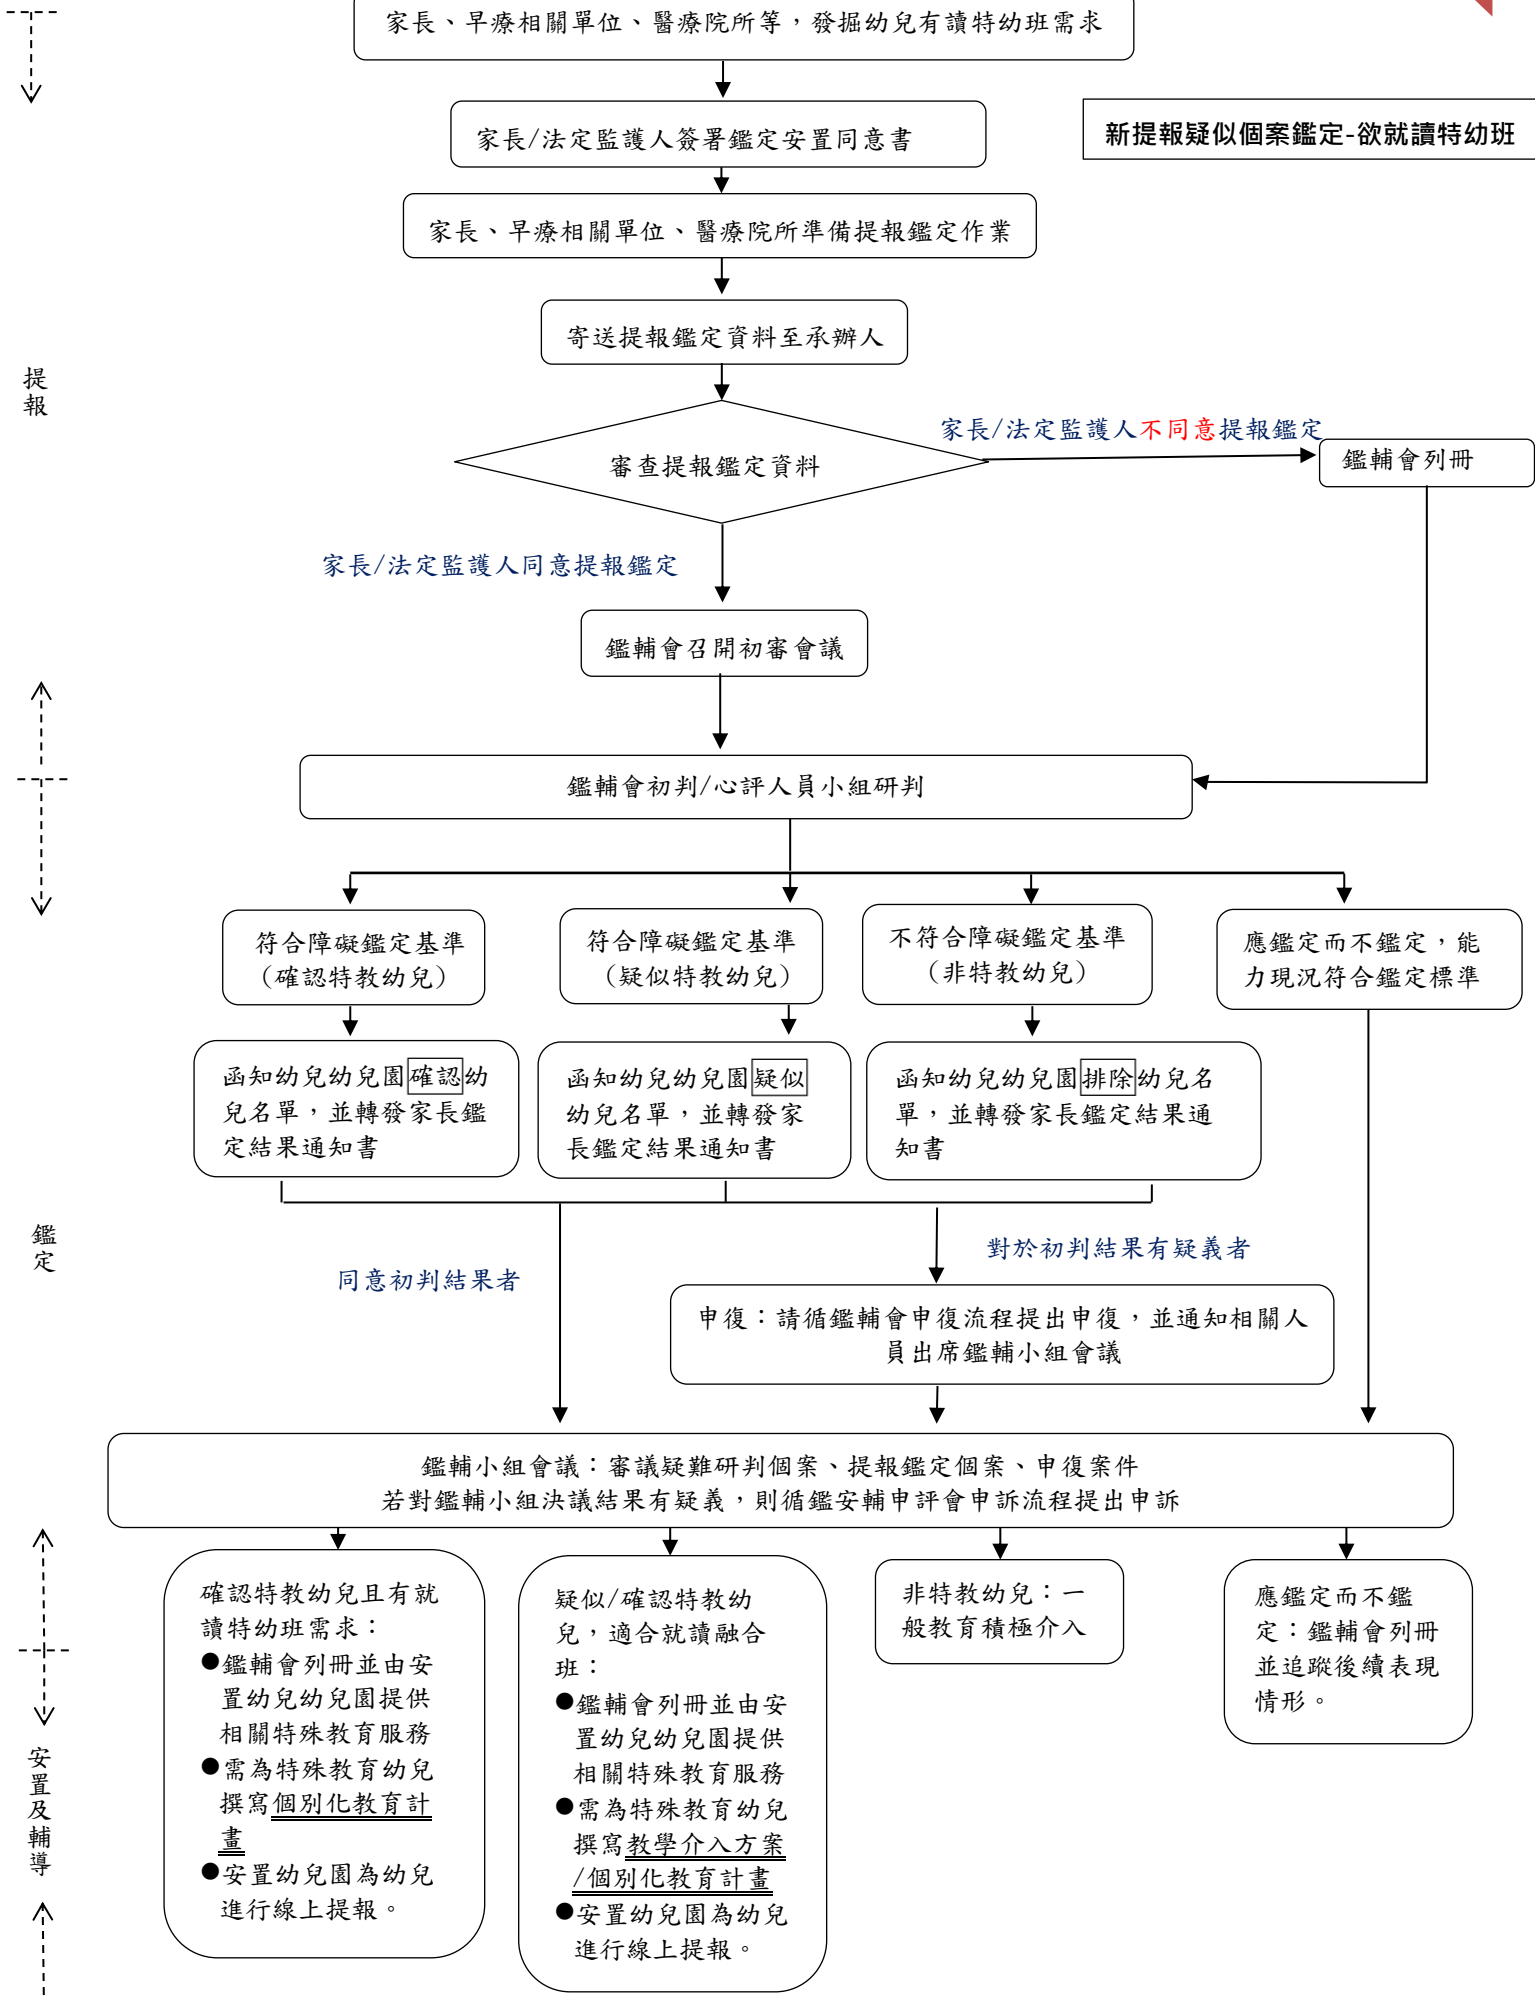 家長、早療相關單位、醫療院所等，發掘幼兒有讀特幼班需求
家長/法定監護人簽署鑑定安置同意書
新提報疑似個案鑑定-欲就讀特幼班
家長、早療相關單位、醫療院所準備提報鑑定作業
寄送提報鑑定資料至承辦人
提
報
審查提報鑑定資料
家長/法定監護人不同意提報鑑定
鑑輔會列冊
家長/法定監護人同意提報鑑定
鑑輔會召開初審會議
鑑輔會初判/心評人員小組研判
符合障礙鑑定基準
（確認特教幼兒）
符合障礙鑑定基準
（疑似特教幼兒）
不符合障礙鑑定基準
（非特教幼兒）
應鑑定而不鑑定，能
力現況符合鑑定標準
函知幼兒幼兒園確認幼
兒名單，並轉發家長鑑
定結果通知書
函知幼兒幼兒園疑似
幼兒名單，並轉發家
長鑑定結果通知書
函知幼兒幼兒園排除幼兒名
單，並轉發家長鑑定結果通
知書
鑑
定
同意初判結果者
對於初判結果有疑義者
申復：請循鑑輔會申復流程提出申復，並通知相關人
員出席鑑輔小組會議
鑑輔小組會議：審議疑難研判個案、提報鑑定個案、申復案件
若對鑑輔小組決議結果有疑義，則循鑑安輔申評會申訴流程提出申訴
確認特教幼兒且有就
讀特幼班需求：
●鑑輔會列冊並由安
置幼兒幼兒園提供
相關特殊教育服務
●需為特殊教育幼兒
撰寫個別化教育計
畫
●安置幼兒園為幼兒
進行線上提報。
疑似/確認特教幼
兒，適合就讀融合
班：
●鑑輔會列冊並由安
置幼兒幼兒園提供
相關特殊教育服務
●需為特殊教育幼兒
撰寫教學介入方案
/個別化教育計畫
●安置幼兒園為幼兒
進行線上提報。
非特教幼兒：一
般教育積極介入
應鑑定而不鑑
定：鑑輔會列冊
並追蹤後續表現
情形。
安
置
及
輔
導